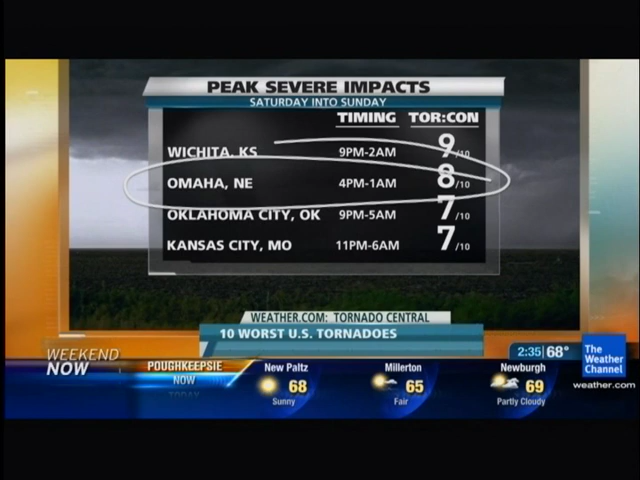 PEAK SEVERE IMPACTS
SATURDAY INTO SUNDAY
TIMING TOR:CON
WICHITA, KS 9PM-2AM 9/10
OMAHA, NE 4PM-1AM 8/10
OKLAHOMA CITY, OK 9PM-5AM 7/10
KANSAS CITY, MO 11PM-6AM 7/10
WEATHER.COM: TORNADO CENTRAL
10 WORST U.S. TORNADOES
2:35 68°
The
Weather
Channel
weather.com
WEEKEND
NOW
POUGHKEEPSIE
NOW
TODAY
New Paltz
68
Sunny
Millerton
65
Fair
Newburgh
69
Partly Cloudy